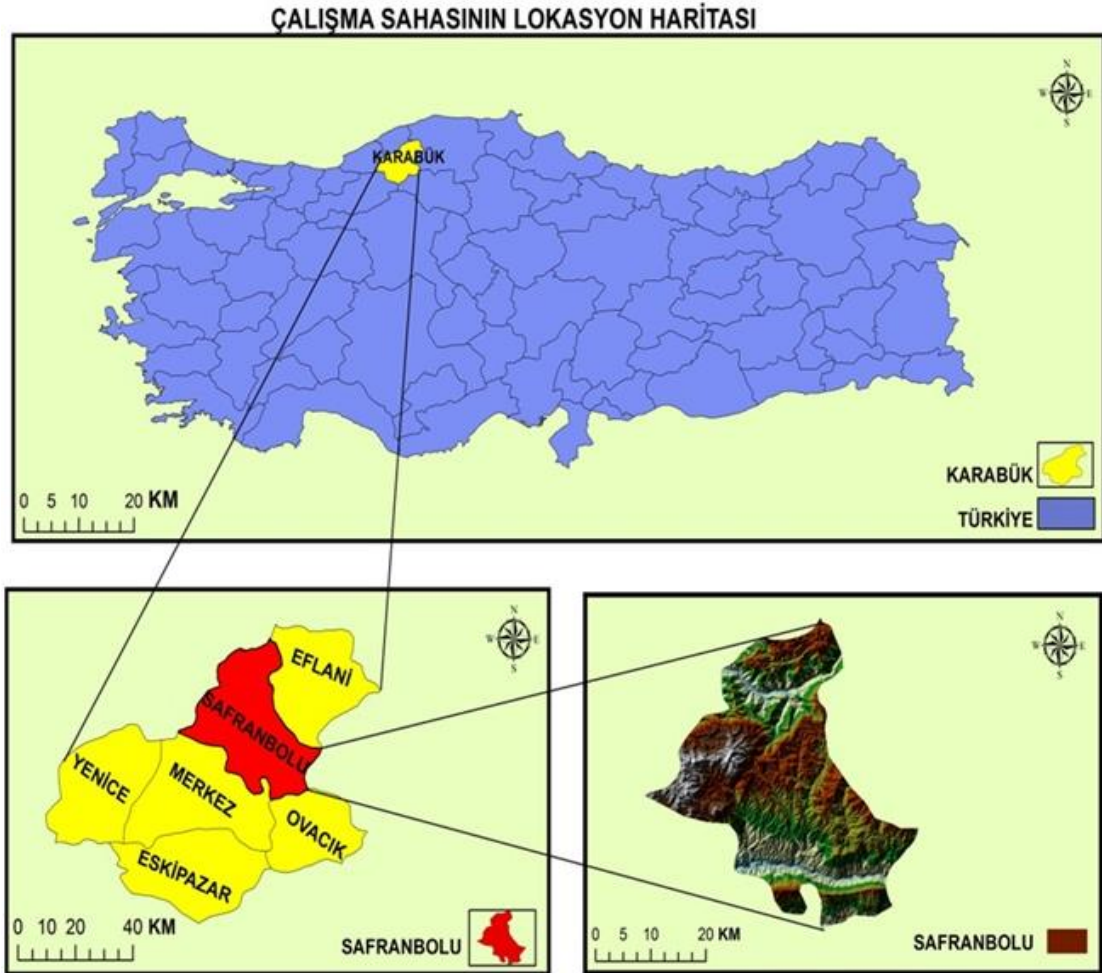 ÇALIŞMA SAHASININ LOKASYON HARİTASI
N
W E
S
KARABÜK
0 5 10 20 KM
KARABÜK
TÜRKİYE
N
W E
S
EFLANİ
SAFRANBOLU
YENİCE
MERKEZ
OVACIK
ESKİPAZAR
0 10 20 40 KM
SAFRANBOLU
N
W E
S
0 5 10 20 KM
SAFRANBOLU